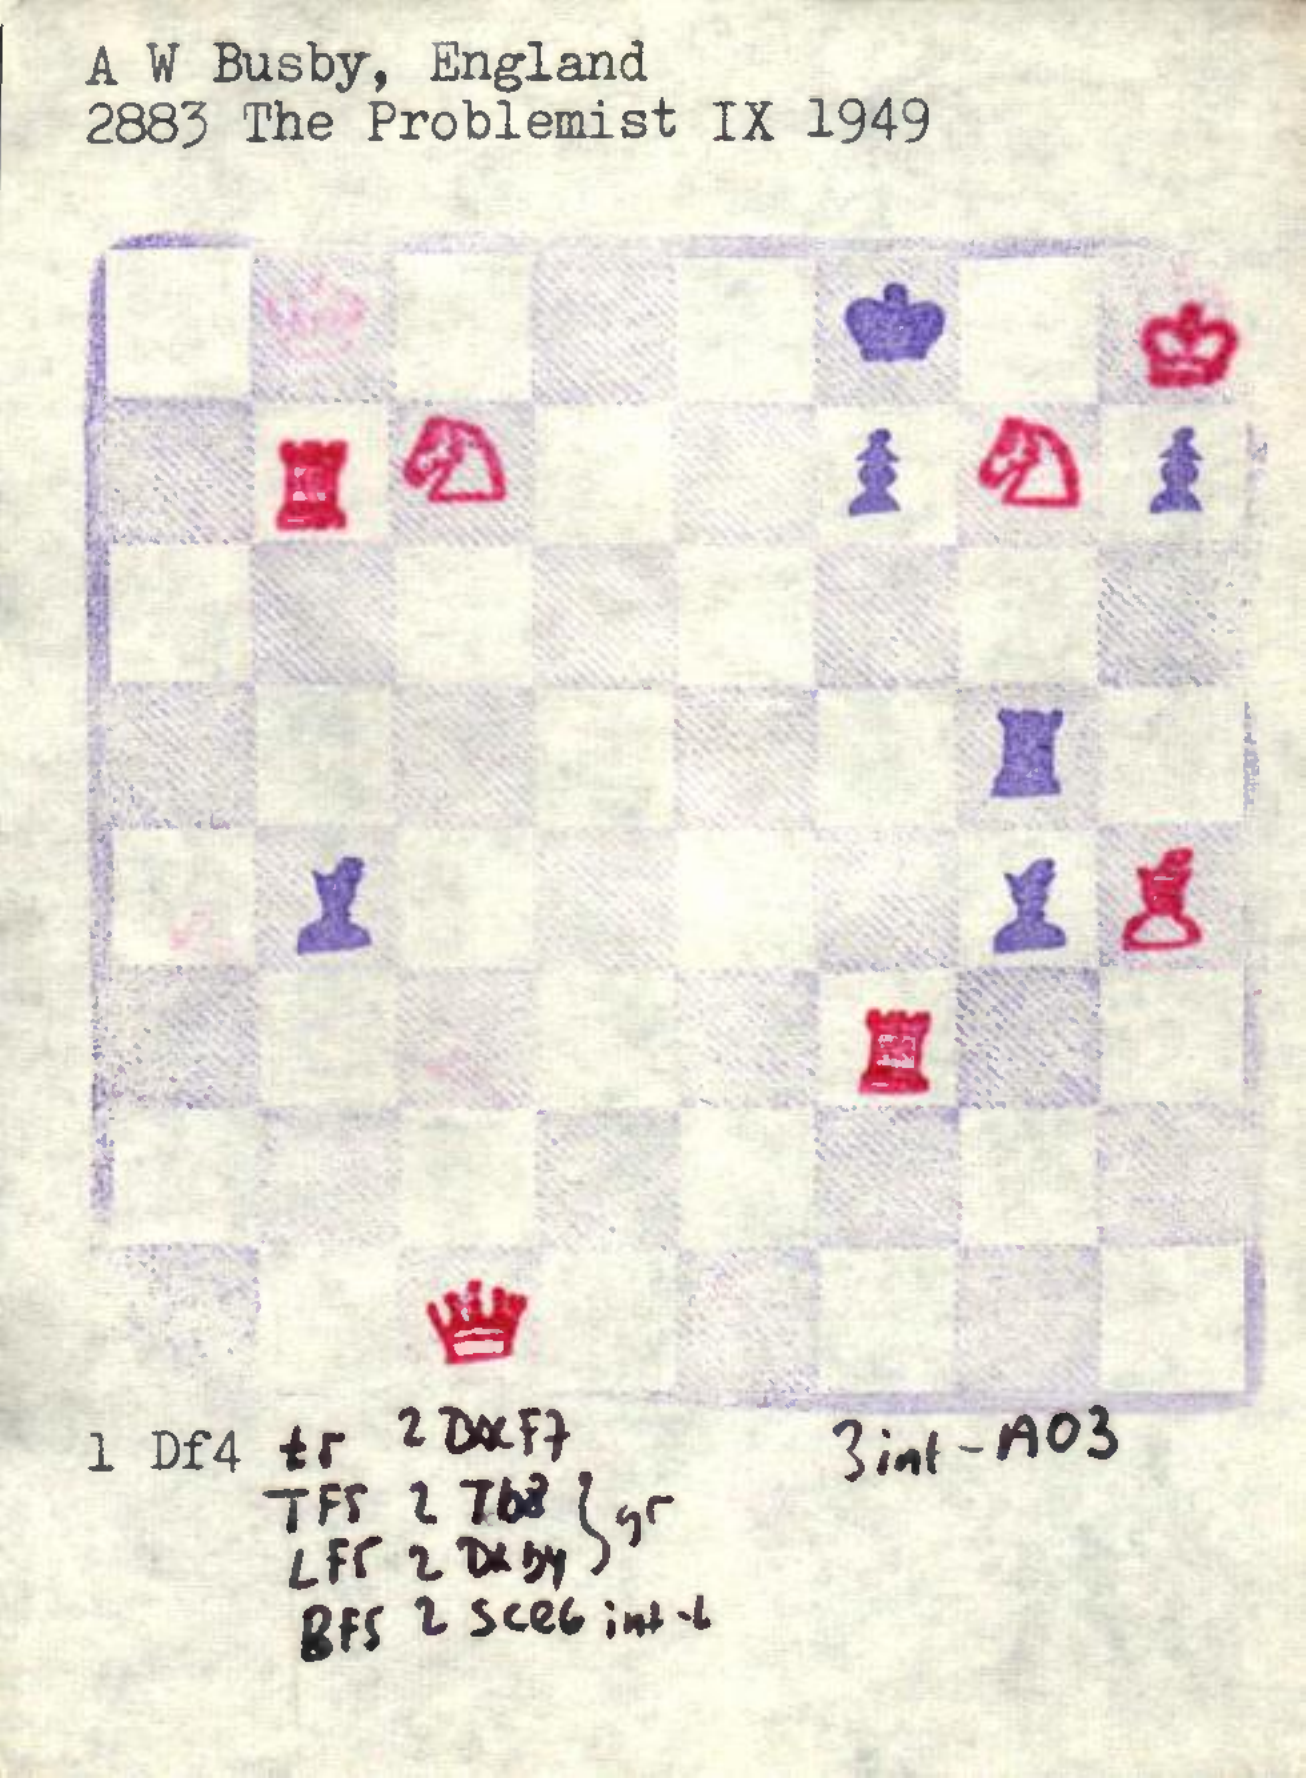 A W Busby, England
2883 The Problemist IX 1949
1 Df4 tr 2 Dxf7
3int-A03
TF5 2 Tb8 } gr
LF5 2 Dxb4
BF5 2 Sce6 int-l